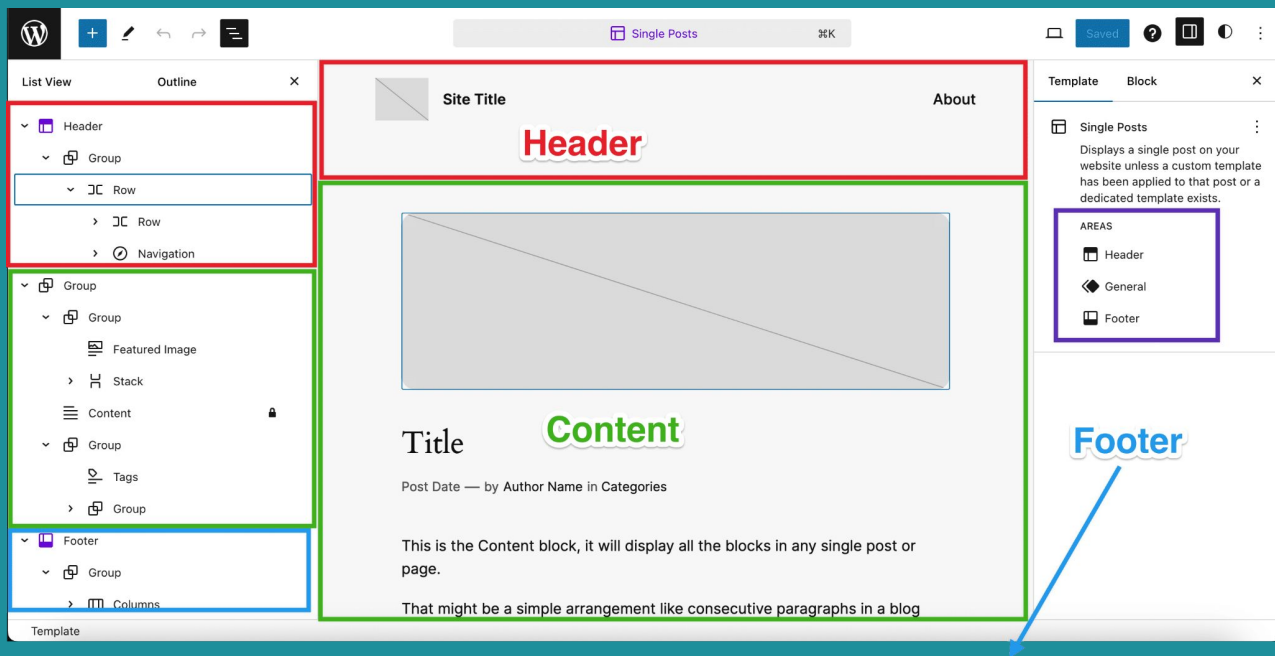 Single Posts ⌘K
Saved
List View Outline
Header
Group
Row
Row
Navigation
Group
Group
Featured Image
Stack
Content
Group
Tags
Group
Footer
Group
Columns
Template
Site Title About
Header
Content
Title
Post Date — by Author Name in Categories
This is the Content block, it will display all the blocks in any single post or
page.
That might be a simple arrangement like consecutive paragraphs in a blog
Template Block
Single Posts
Displays a single post on your
website unless a custom template
has been applied to that post or a
dedicated template exists.
AREAS
Header
General
Footer
Footer